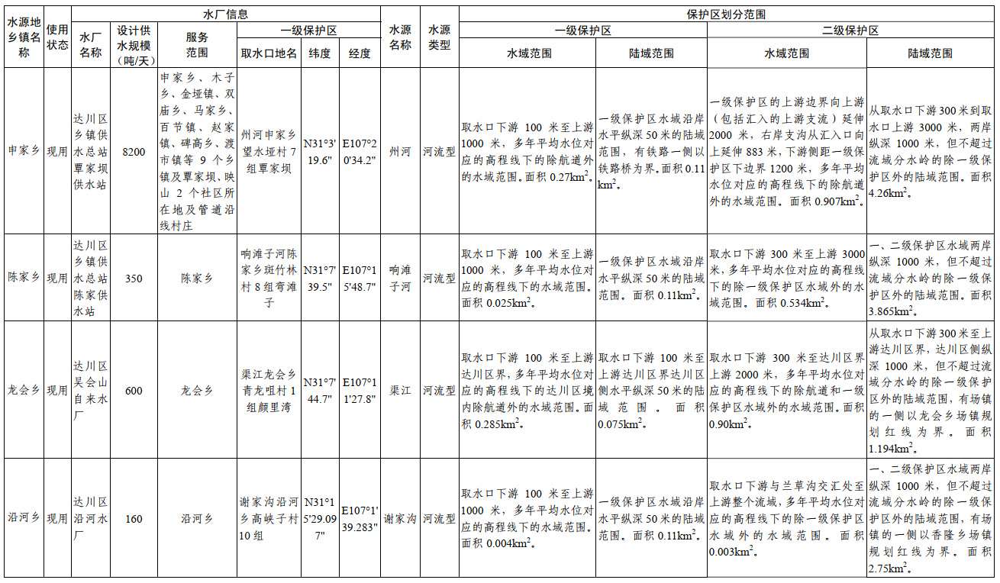 水源地乡镇名称
使用状态
水厂信息
水厂名称
设计供水规模（吨/天）
服务范围
一级保护区
取水口地名
纬度
经度
水源名称
水源类型
保护区划分范围
一级保护区
水域范围
陆域范围
二级保护区
水域范围
陆域范围
申家乡
现用
达川区
乡镇供
水总站
覃家坝
供水站
8200
申家乡、木子
乡、金垭镇、双
庙乡、马家乡、
百节镇、赵家
镇、碑高乡、渡
市镇等 9 个乡
镇及覃家坝、映
山 2 个社区所
在地及管道沿
线村庄
州河申家乡
望水垭村 7
组覃家坝
N31°3'
19.6"
E107°2
0'34.2"
州河
河流型
取水口下游 100 米至上游
1000 米，多年平均水位对
应的高程线下的除航道外
的水域范围。面积 0.27km²。
一级保护区水域沿岸
水平纵深 50 米的陆域
范围，有铁路一侧以
铁路桥为界。面积 0.11
km²。
一级保护区的上游边界向上游
（包括汇入的上游支流）延伸
2000 米，右岸支沟从汇入口向
上延伸 883 米，下游侧距一级保
护区下边界 1200 米，多年平均
水位对应的高程线下的除航道
外的水域范围。面积 0.907km²。
从取水口下游 300 米到取
水口上游 3000 米，两岸
纵深 1000 米，但不超过
流域分水岭的除一级保
护区外的陆域范围。面积
4.26km²。
陈家乡
现用
达川区
乡镇供
水总站
陈家供
水站
350
陈家乡
响滩子河陈
家乡斑竹林
村 8 组弯滩
子
N31°7'
39.5"
E107°1
5'48.7"
响滩
子河
河流型
取水口下游 100 米至上游
1000 米，多年平均水位对
应的高程线下的水域范围。
面积 0.025km²。
一级保护区水域沿岸
水平纵深 50 米的陆域
范围。面积 0.11km²。
取水口下游 300 米至上游 3000
米，多年平均水位对应的高程线
下的除一级保护区水域外的水
域范围。面积 0.534km²。
一、二级保护区水域两岸
纵深 1000 米，但不超过
流域分水岭的除一级保
护区外的陆域范围。面积
3.865km²。
龙会乡
现用
达川区
吴会山
自来水
厂
600
龙会乡
渠江龙会乡
青龙咀村 1
组颜里湾
N31°7'
44.7"
E107°1
1'27.8"
渠江
河流型
取水口下游 100 米至上游
达川区界，多年平均水位对
应的高程线下的达川区境
内除航道外的水域范围。面
积 0.285km²。
取水口下游 100 米至
上游达川区界达川区
侧水平纵深 50 米的陆
域范围。面积
0.075km²。
取水口下游 300 米至达川区界
上游 2000 米，多年平均水位对
应的高程线下的除航道和一级
保护区水域外的水域范围。面积
0.90km²。
从取水口下游 300 米至上
游达川区界，达川区侧纵
深 1000 米，但不超过流
域分水岭的除一级保护
区外的陆域范围，有场镇
的一侧以龙会乡场镇规
划红线为界。面积
1.194km²。
沿河乡
现用
达川区
沿河水
厂
160
沿河乡
谢家沟沿河
乡高峡子村
10 组
N31°1
5'29.09
7"
E107°1'
39.283"
谢家沟
河流型
取水口下游 100 米至上游
1000 米，多年平均水位对
应的高程线下的水域范围。
面积 0.004km²。
一级保护区水域沿岸
水平纵深 50 米的陆域
范围。面积 0.11km²。
取水口下游与兰草沟交汇处至
上游整个流域，多年平均水位对
应的高程线下的除一级保护区
水域外的水域范围。面积
0.003km²。
一、二级保护区水域两岸
纵深 1000 米，但不超过
流域分水岭的除一级保
护区外的陆域范围，有场
镇的一侧以香隆乡场镇
规划红线为界。面积
2.75km²。